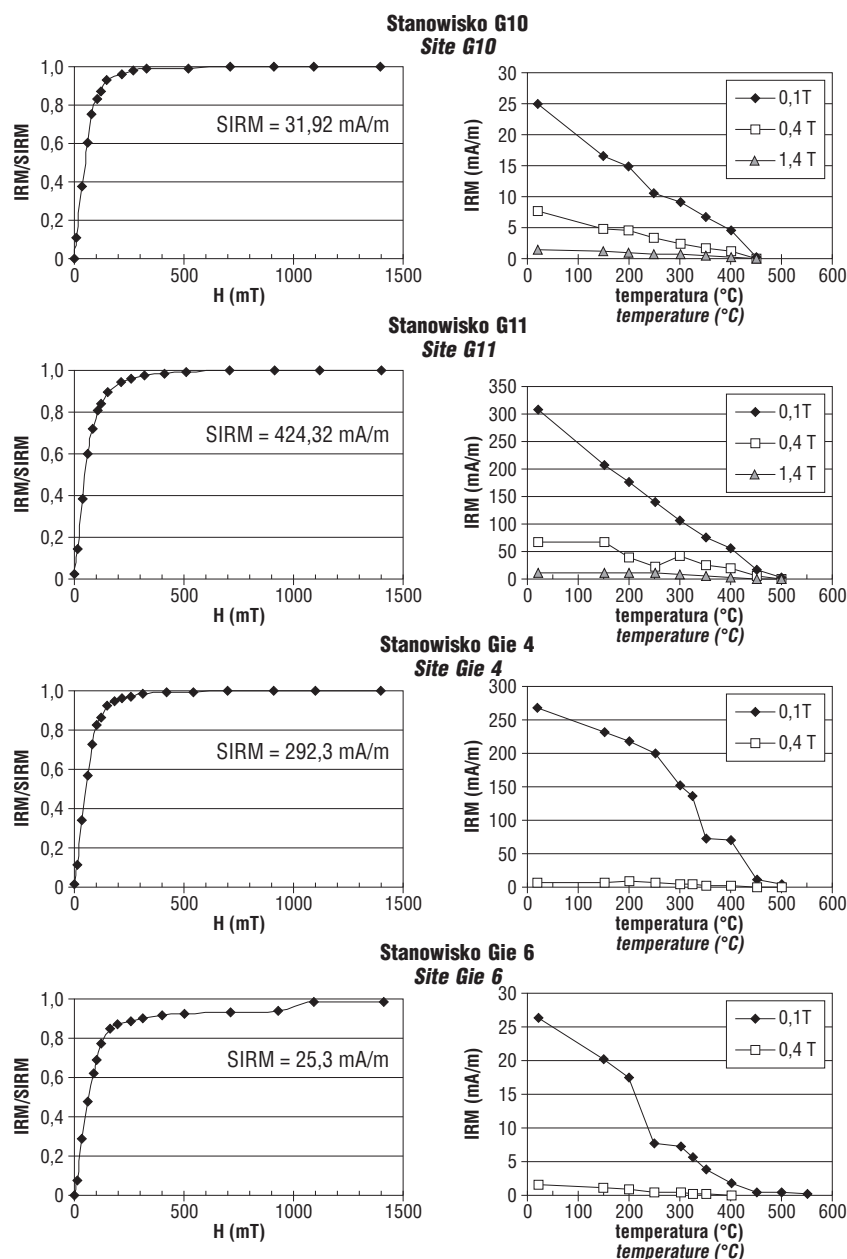 Stanowisko G10
Site G10
IRM/SIRM
1,0
0,8
0,6
0,4
0,2
0
SIRM = 31,92 mA/m
0 500 1000 1500
H (mT)
IRM (mA/m)
30
25
20
15
10
5
0
0,1T
0,4 T
1,4 T
0 100 200 300 400 500 600
temperatura (°C)
temperature (°C)
Stanowisko G11
Site G11
IRM/SIRM
1,0
0,8
0,6
0,4
0,2
0
SIRM = 424,32 mA/m
0 500 1000 1500
H (mT)
IRM (mA/m)
350
300
250
200
150
100
50
0
0,1T
0,4 T
1,4 T
0 100 200 300 400 500 600
temperatura (°C)
temperature (°C)
Stanowisko Gie 4
Site Gie 4
IRM/SIRM
1,0
0,8
0,6
0,4
0,2
0
SIRM = 292,3 mA/m
0 500 1000 1500
H (mT)
IRM (mA/m)
300
250
200
150
100
50
0
0,1T
0,4 T
0 100 200 300 400 500 600
temperatura (°C)
temperature (°C)
Stanowisko Gie 6
Site Gie 6
IRM/SIRM
1,0
0,8
0,6
0,4
0,2
0
SIRM = 25,3 mA/m
0 500 1000 1500
H (mT)
IRM (mA/m)
30
25
20
15
10
5
0
0,1T
0,4 T
0 100 200 300 400 500 600
temperatura (°C)
temperature (°C)